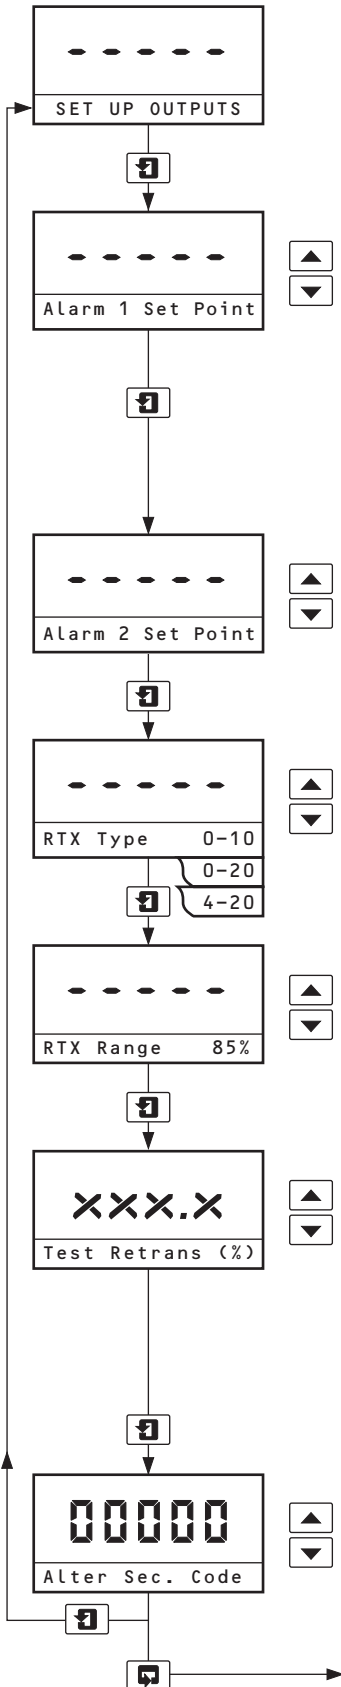 -----
SET UP OUTPUTS
-----
Alarm 1 Set Point
-----
Alarm 2 Set Point
-----
RTX Type 0-10
0-20
4-20
-----
RTX Range 85%
xxx.x
Test Retrans (%)
00000
Alter Sec. Code